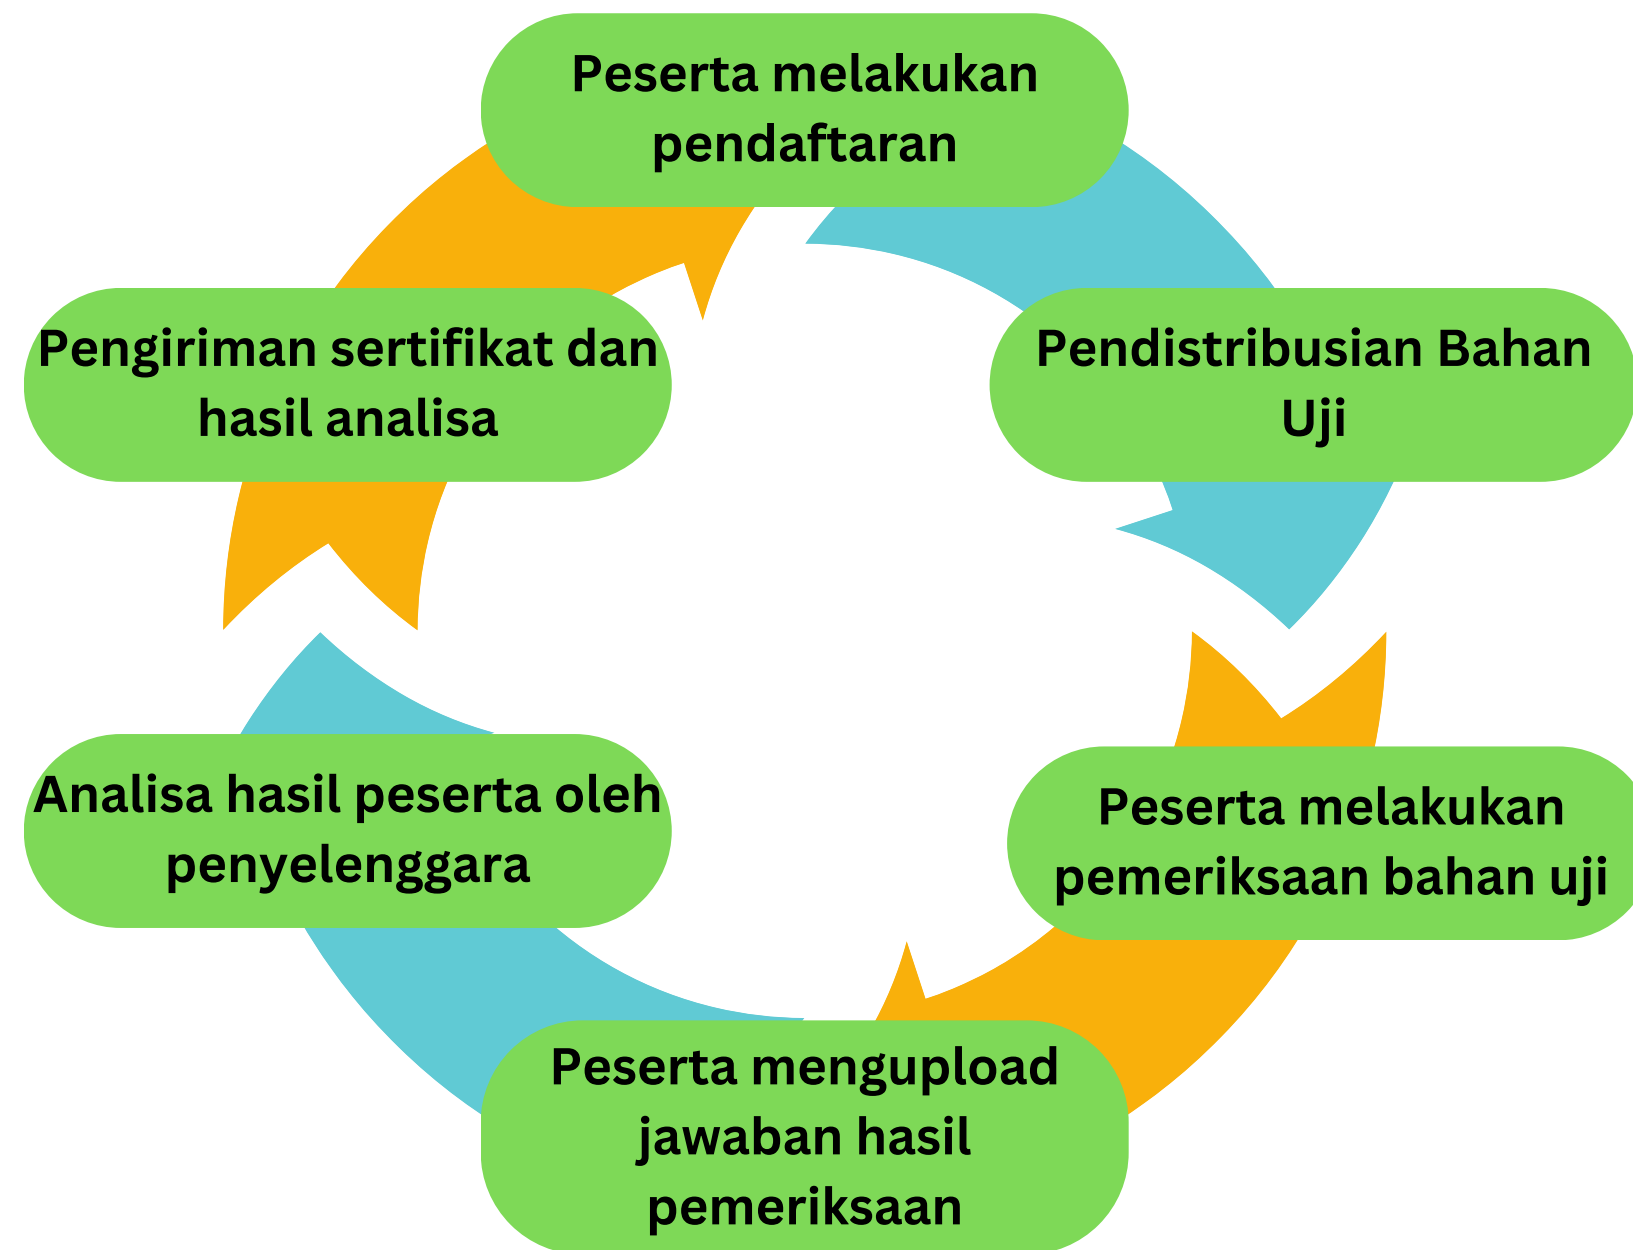 Peserta melakukan
pendaftaran
Pendistribusian Bahan
Uji
Peserta melakukan
pemeriksaan bahan uji
Peserta mengupload
jawaban hasil
pemeriksaan
Analisa hasil peserta oleh
penyelenggara
Pengiriman sertifikat dan
hasil analisa